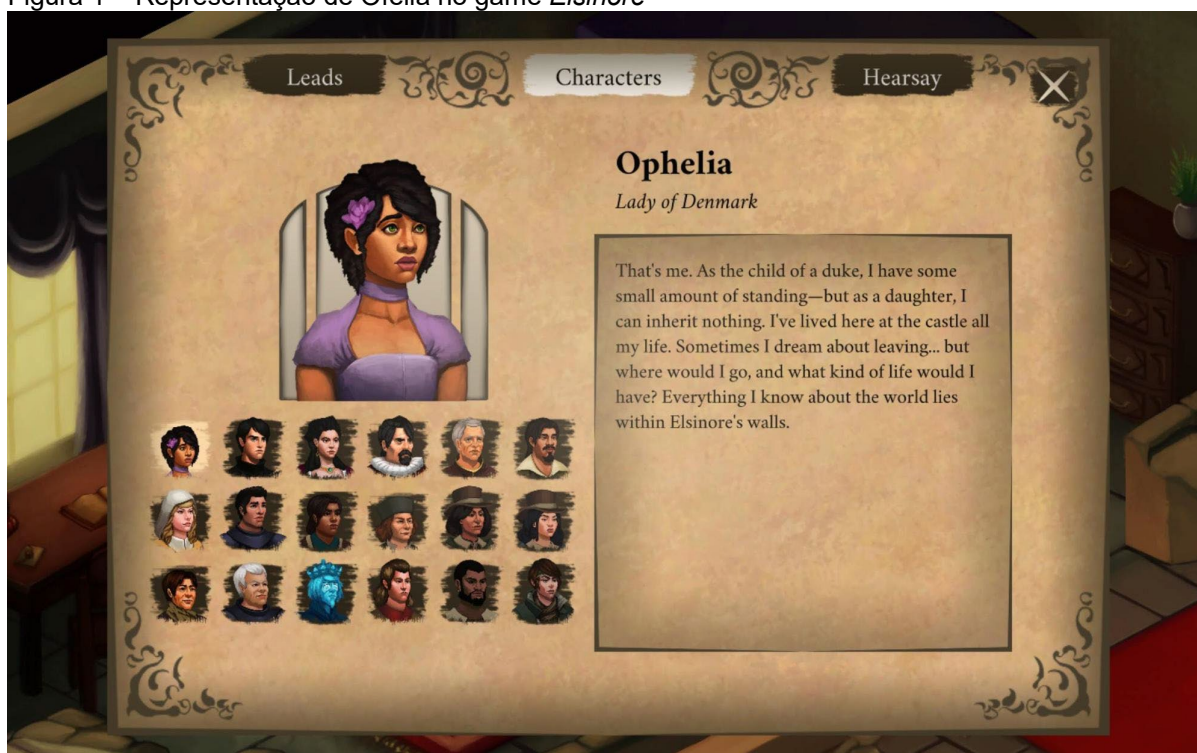 Figura 1 – Representação de Ofélia no game Elsinore
Leads
Characters
Hearsay
Ophelia
Lady of Denmark
That's me. As the child of a duke, I have some
small amount of standing—but as a daughter, I
can inherit nothing. I've lived here at the castle all
my life. Sometimes I dream about leaving... but
where would I go, and what kind of life would I
have? Everything I know about the world lies
within Elsinore's walls.